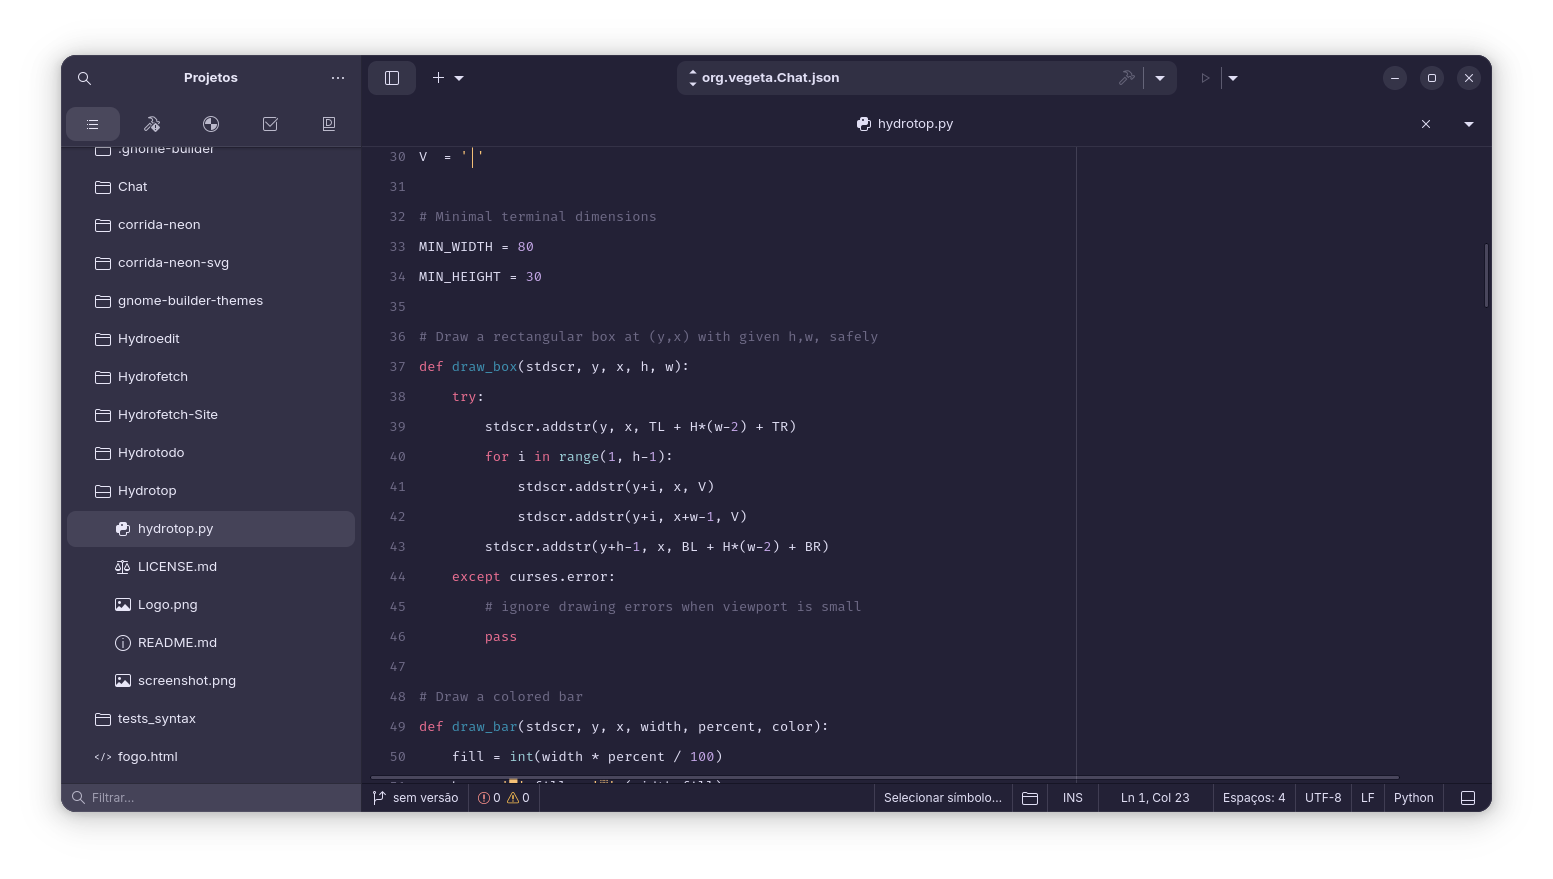 Projetos
org.vegeta.Chat.json
hydrotop.py
.gnome-builder
Chat
corrida-neon
corrida-neon-svg
gnome-builder-themes
Hydroedit
Hydrofetch
Hydrofetch-Site
Hydrotodo
Hydrotop
hydrotop.py
LICENSE.md
Logo.png
README.md
screenshot.png
tests_syntax
</> fogo.html
Filtrar...
30 V  = '│'
31
32 # Minimal terminal dimensions
33 MIN_WIDTH = 80
34 MIN_HEIGHT = 30
35
36 # Draw a rectangular box at (y,x) with given h,w, safely
37 def draw_box(stdscr, y, x, h, w):
38     try:
39         stdscr.addstr(y, x, TL + H*(w-2) + TR)
40         for i in range(1, h-1):
41             stdscr.addstr(y+i, x, V)
42             stdscr.addstr(y+i, x+w-1, V)
43         stdscr.addstr(y+h-1, x, BL + H*(w-2) + BR)
44     except curses.error:
45         # ignore drawing errors when viewport is small
46         pass
47
48 # Draw a colored bar
49 def draw_bar(stdscr, y, x, width, percent, color):
50     fill = int(width * percent / 100)
sem versão 0 0 Selecionar símbolo... INS Ln 1, Col 23 Espaços: 4 UTF-8 LF Python